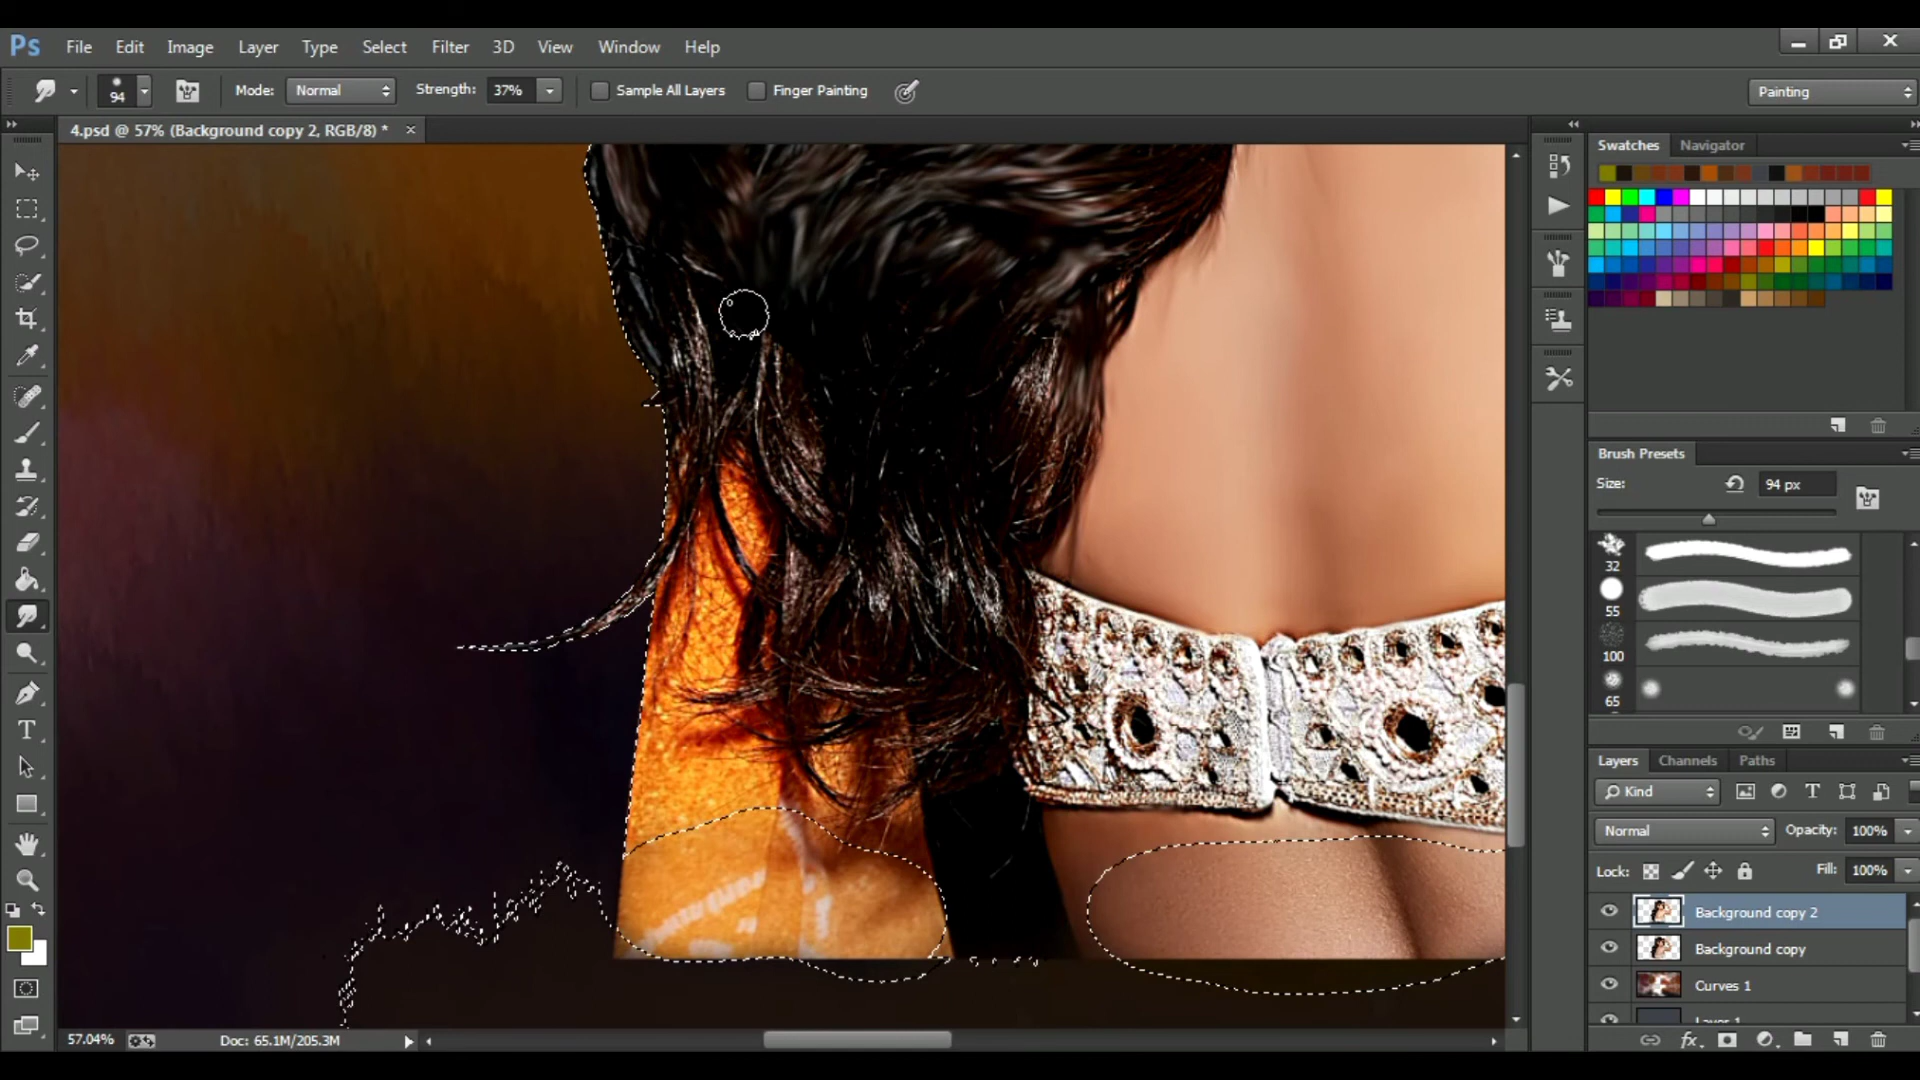 Ps File Edit Image Layer Type Select Filter 3D View Window Help
94 Mode: Normal Strength: 37% Sample All Layers Finger Painting Painting
4.psd @ 57% (Background copy 2, RGB/8) *
Swatches Navigator
Brush Presets
Size: 94 px
32
55
100
65
Layers Channels Paths
Kind
Normal Opacity: 100%
Lock: Fill: 100%
Background copy 2
Background copy
Curves 1
Layer 1
57.04% Doc: 65.1M/205.3M